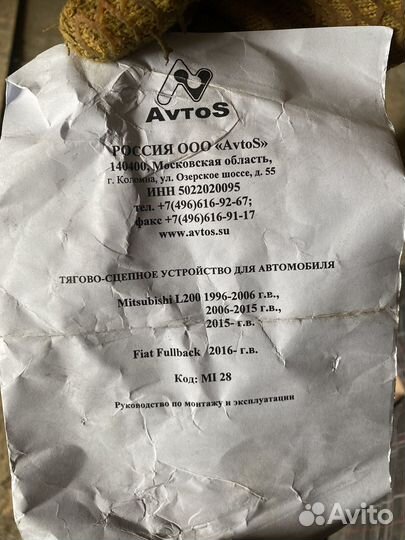 AvtoS
РОССИЯ ООО «AvtoS»
140400, Московская область,
г. Коломна, ул. Озерское шоссе, д. 55
ИНН 5022020095
тел. +7(496)616-92-67;
факс +7(496)616-91-17
www.avtos.su
ТЯГОВО-СЦЕПНОЕ УСТРОЙСТВО ДЛЯ АВТОМОБИЛЯ
Mitsubishi L200 1996-2006 г.в.,
2006-2015 г.в.,
2015- г.в.
Fiat Fullback 2016- г.в.
Код: MI 28
Руководство по монтажу и эксплуатации
Avito